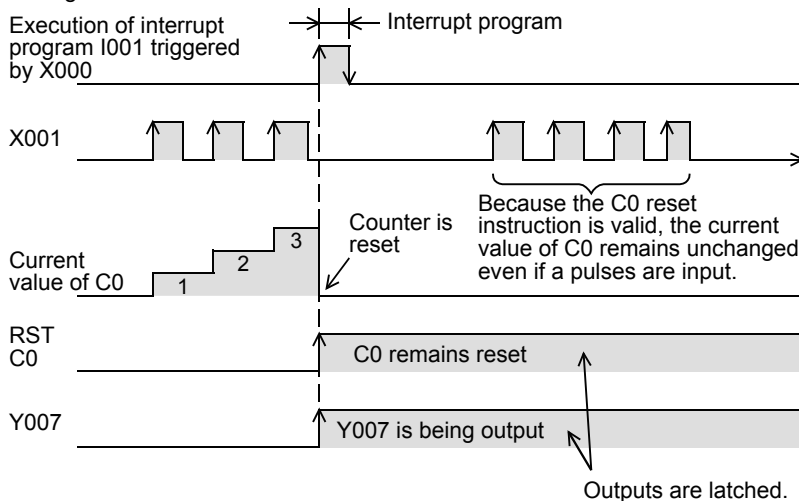 Execution of interrupt
program I001 triggered
by X000
Interrupt program
X001
Because the C0 reset
instruction is valid, the current
value of C0 remains unchanged
even if a pulses are input.
Counter is
reset
Current
value of C0
1
2
3
RST
C0
C0 remains reset
Y007
Y007 is being output
Outputs are latched.